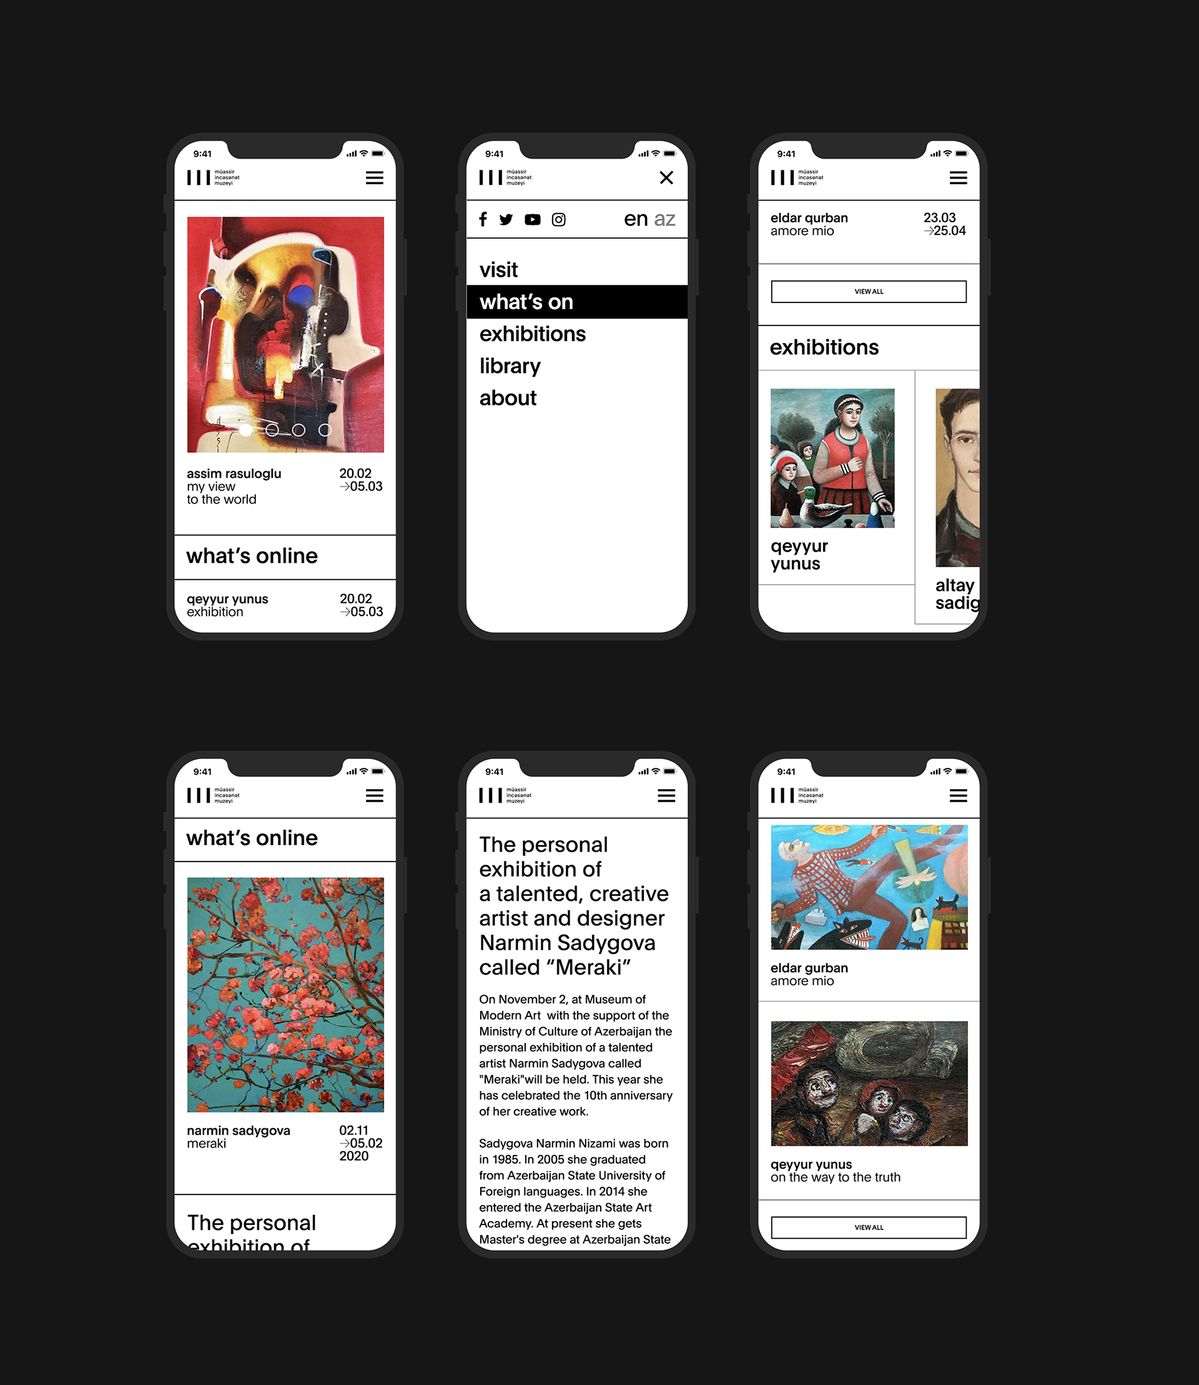 9:41
müassir
incəsənət
muzeyi
assim rasuloglu
my view
to the world
20.02
→05.03
what's online
qeyyur yunus
exhibition
20.02
→05.03
9:41
müassir
incəsənət
muzeyi
en az
visit
what's on
exhibitions
library
about
9:41
müassir
incəsənət
muzeyi
eldar qurban
amore mio
23.03
→25.04
VIEW ALL
exhibitions
qeyyur
yunus
altay
sadig
9:41
müassir
incəsənət
muzeyi
what's online
narmin sadygova
meraki
02.11
→05.02
2020
The personal
exhibition of
9:41
müassir
incəsənət
muzeyi
The personal
exhibition of
a talented, creative
artist and designer
Narmin Sadygova
called “Meraki”
On November 2, at Museum of
Modern Art with the support of the
Ministry of Culture of Azerbaijan the
personal exhibition of a talented
artist Narmin Sadygova called
"Meraki"will be held. This year she
has celebrated the 10th anniversary
of her creative work.
Sadygova Narmin Nizami was born
in 1985. In 2005 she graduated
from Azerbaijan State University of
Foreign languages. In 2014 she
entered the Azerbaijan State Art
Academy. At present she gets
Master's degree at Azerbaijan State
9:41
müassir
incəsənət
muzeyi
eldar gurban
amore mio
qeyyur yunus
on the way to the truth
VIEW ALL